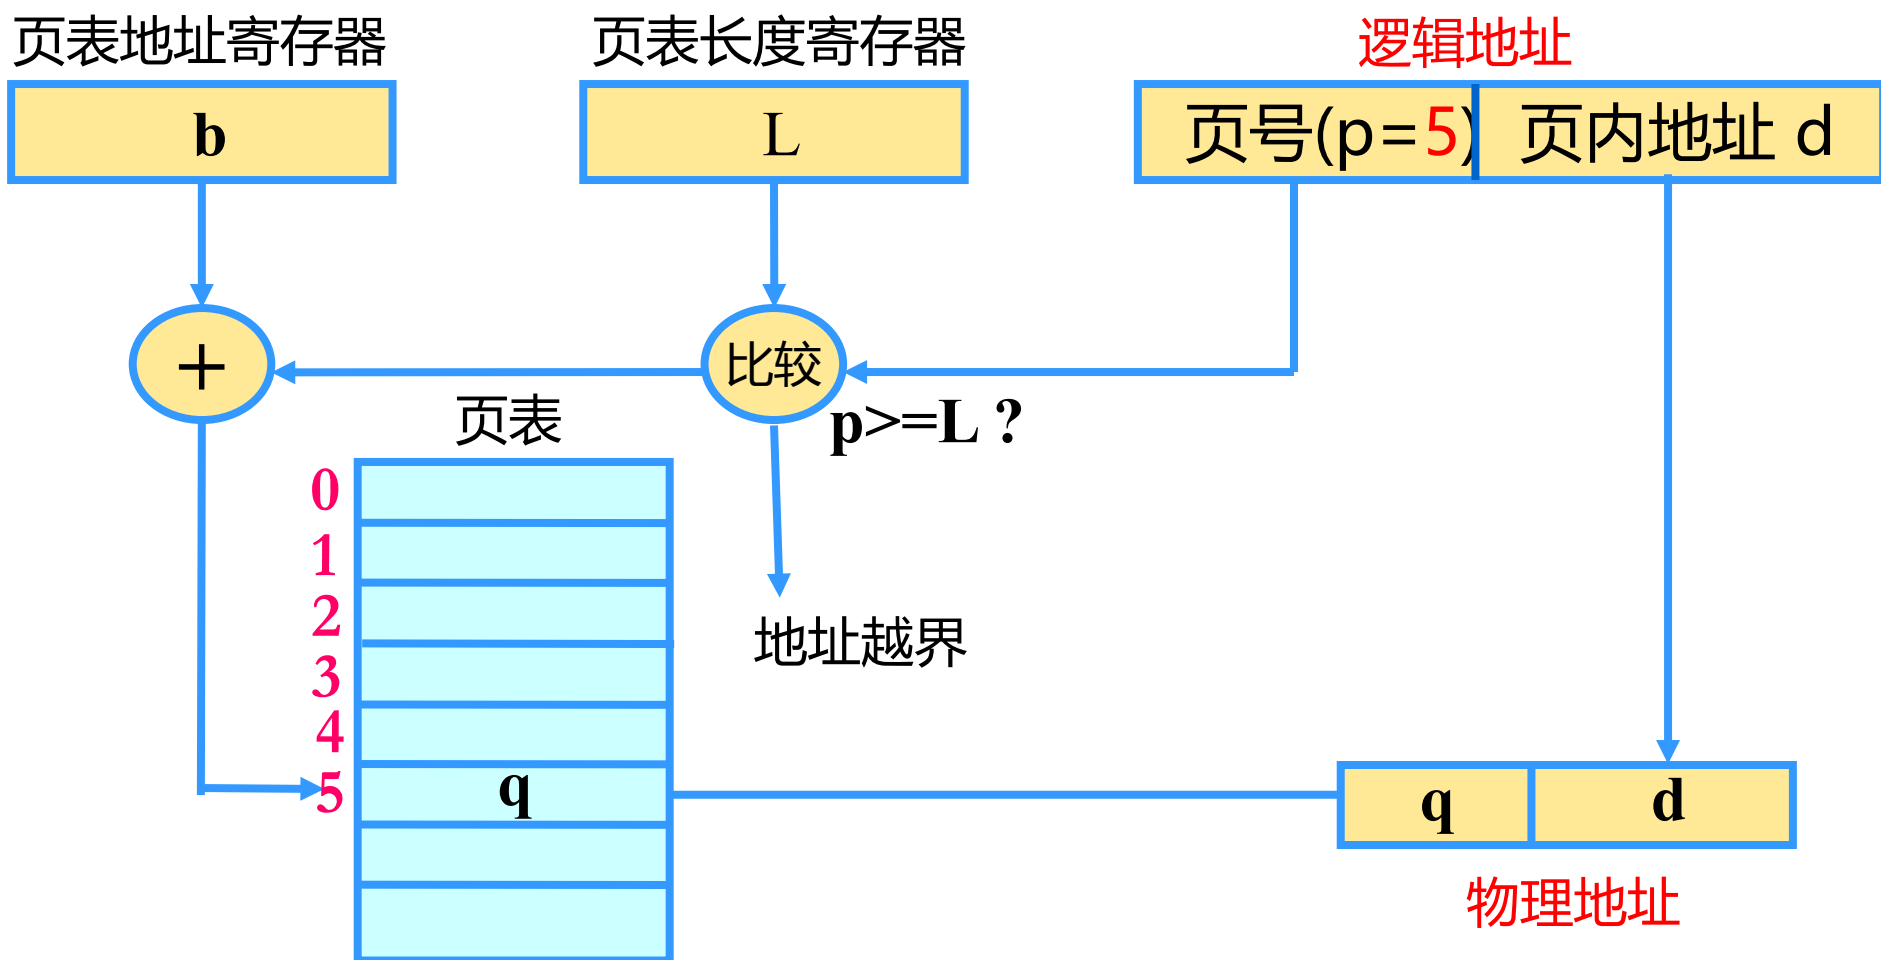 页表地址寄存器
页表长度寄存器
逻辑地址
b
L
页号(p=5)
页内地址 d
+
比较
p>=L ?
页表
0
1
2
3
4
5
q
地址越界
q
d
物理地址